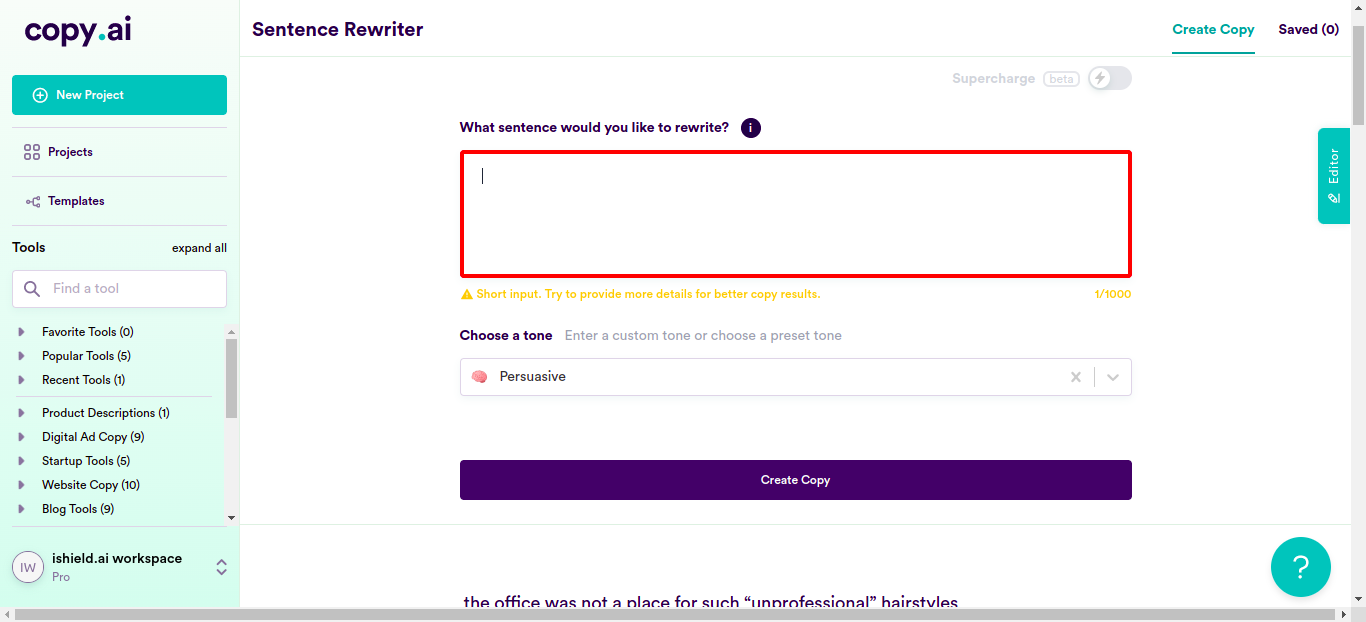 copy.ai
Sentence Rewriter
Create Copy
Saved (0)
New Project
Supercharge beta
What sentence would you like to rewrite? i
Projects
Editor
Templates
Tools
expand all
Find a tool
Short input. Try to provide more details for better copy results.
1/1000
Favorite Tools (0)
Popular Tools (5)
Recent Tools (1)
Product Descriptions (1)
Digital Ad Copy (9)
Startup Tools (5)
Website Copy (10)
Blog Tools (9)
Choose a tone Enter a custom tone or choose a preset tone
Persuasive
Create Copy
IW
ishield.ai workspace
Pro
?
the office was not a place for such “unprofessional” hairstyles